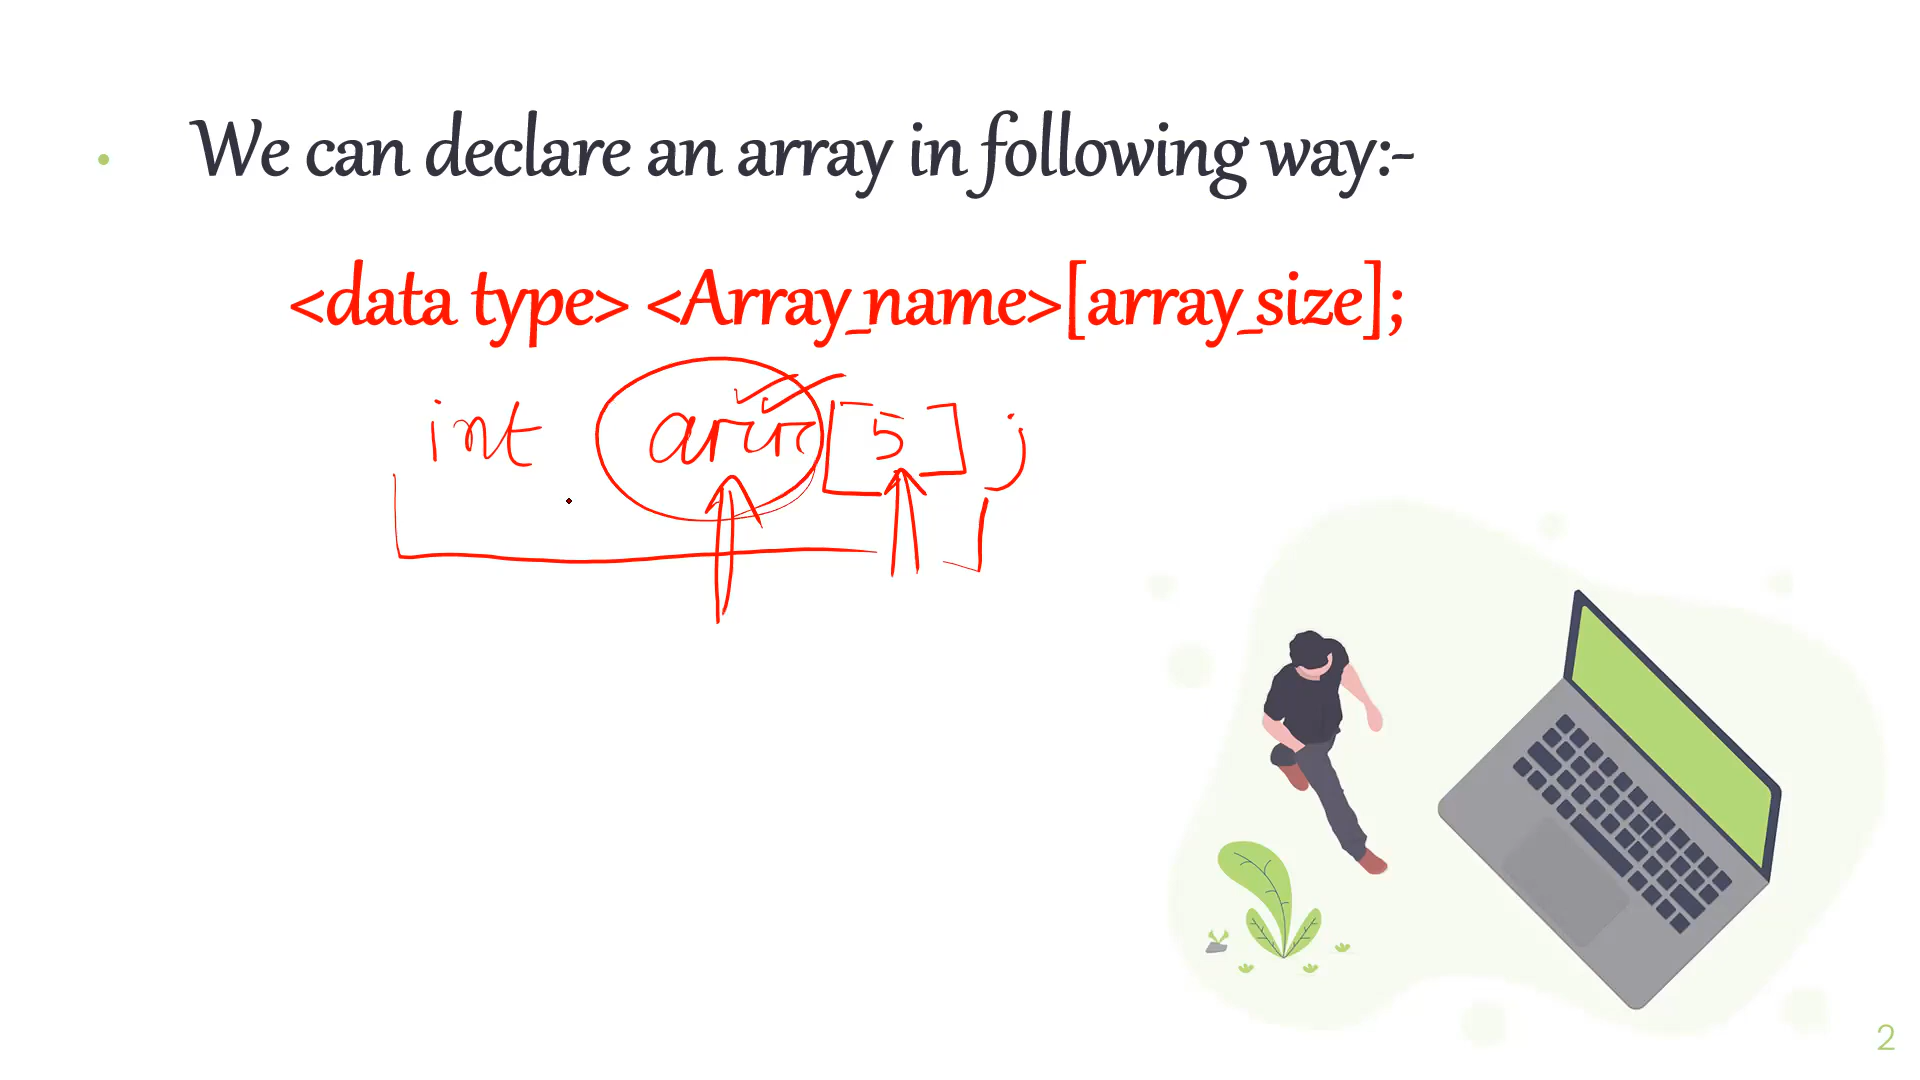 We can declare an array in following way:-
<data type> <Array_name>[array_size];
int arr[5];
2